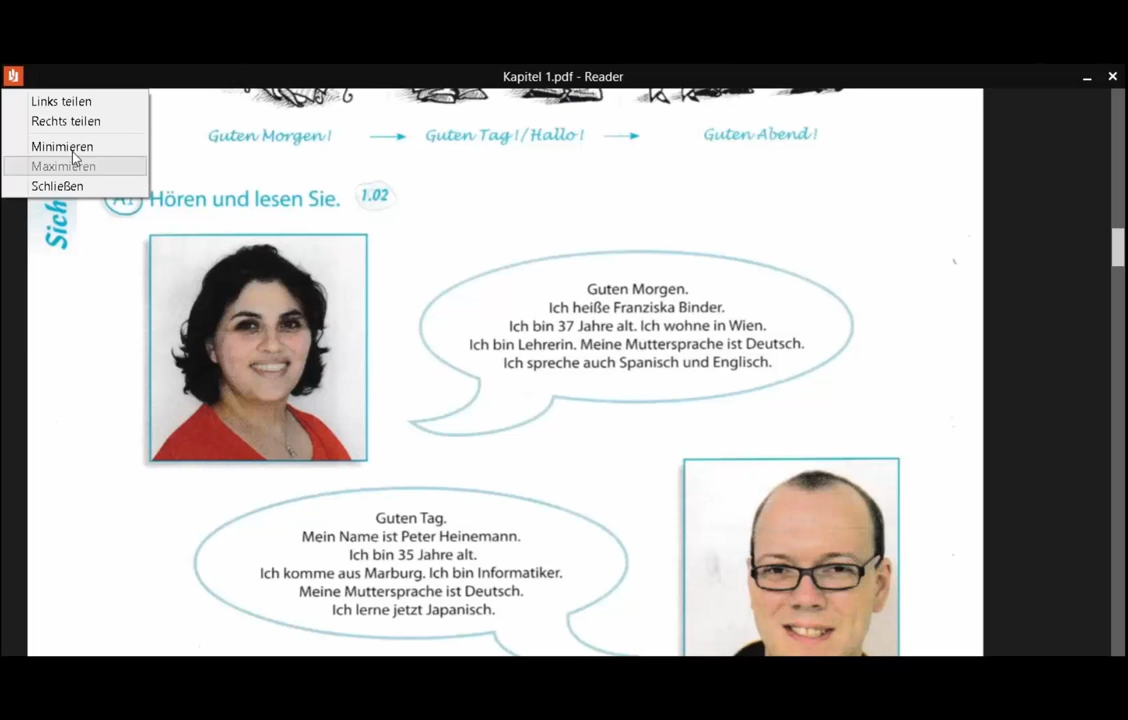 Kapitel 1.pdf - Reader
Links teilen
Rechts teilen
Minimieren
Maximieren
Schließen
Guten Morgen! Guten Tag!/Hallo! Guten Abend!
Sich
A1 Hören und lesen Sie. 1.02
Guten Morgen.
Ich heiße Franziska Binder.
Ich bin 37 Jahre alt. Ich wohne in Wien.
Ich bin Lehrerin. Meine Muttersprache ist Deutsch.
Ich spreche auch Spanisch und Englisch.
Guten Tag.
Mein Name ist Peter Heinemann.
Ich bin 35 Jahre alt.
Ich komme aus Marburg. Ich bin Informatiker.
Meine Muttersprache ist Deutsch.
Ich lerne jetzt Japanisch.